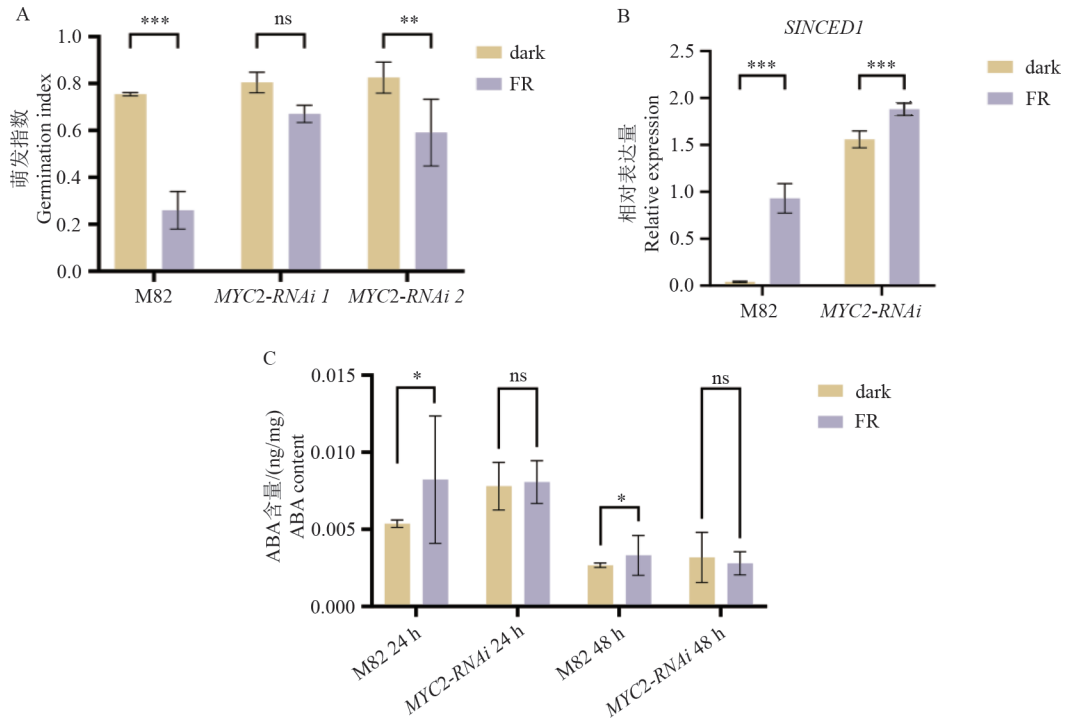 A
***
ns
**
dark
FR
1.0
0.8
0.6
0.4
0.2
0.0
萌发指数
Germination index
M82
MYC2-RNAi 1
MYC2-RNAi 2
B
SINCED1
***
***
dark
FR
2.5
2.0
1.5
1.0
0.5
0.0
相对表达量
Relative expression
M82
MYC2-RNAi
C
*
ns
*
ns
dark
FR
0.015
0.010
0.005
0.000
ABA含量/(ng/mg)
ABA content
M82 24 h
MYC2-RNAi 24 h
M82 48 h
MYC2-RNAi 48 h